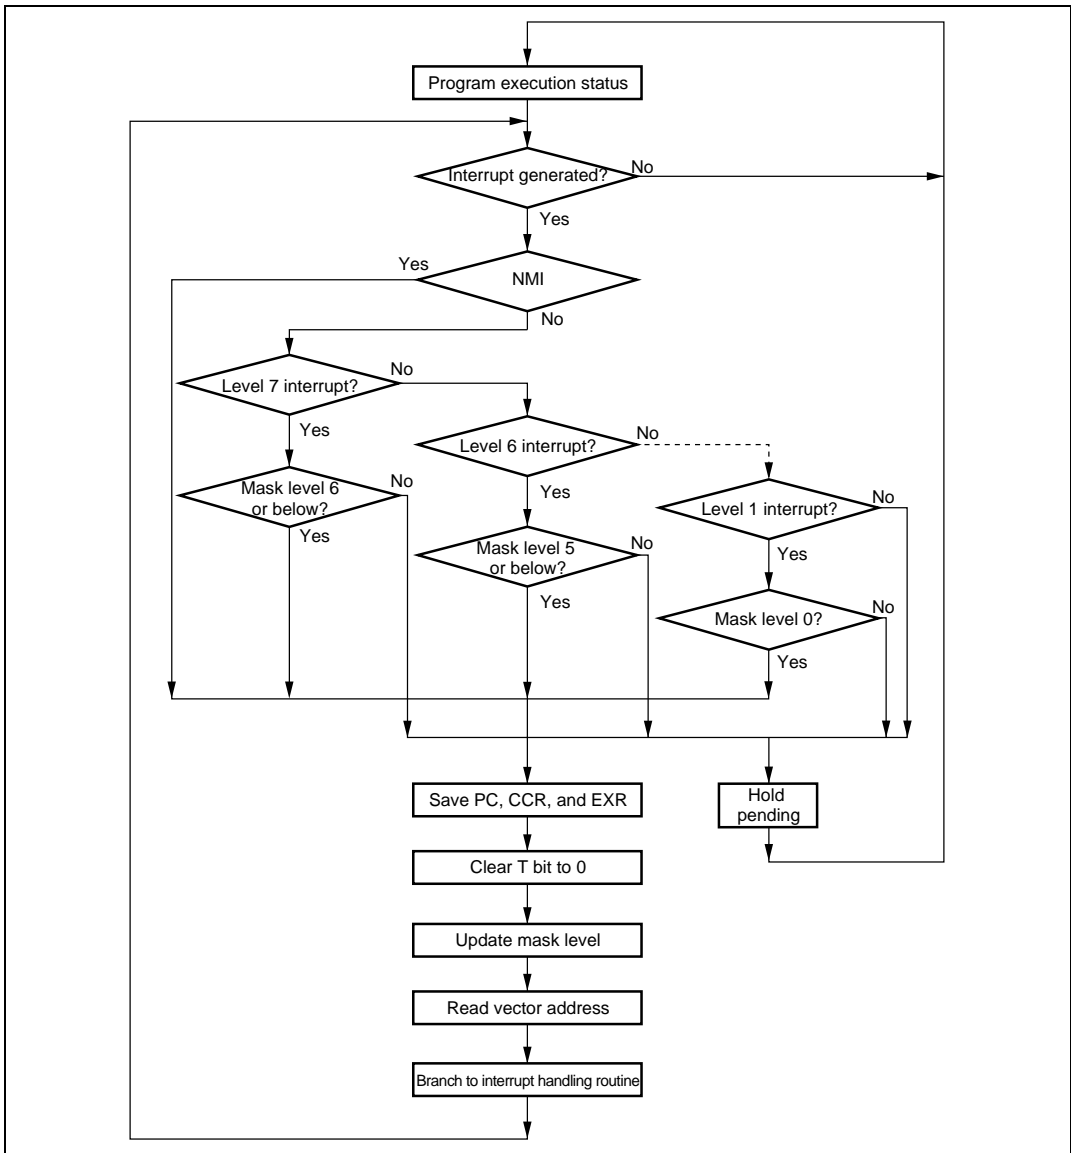 Program execution status
Interrupt generated?
No
Yes
Yes
NMI
No
Level 7 interrupt?
No
Yes
Level 6 interrupt?
No
Yes
Mask level 6
or below?
No
Yes
Level 1 interrupt?
No
Yes
Mask level 5
or below?
No
Yes
Mask level 0?
No
Yes
Save PC, CCR, and EXR
Hold
pending
Clear T bit to 0
Update mask level
Read vector address
Branch to interrupt handling routine